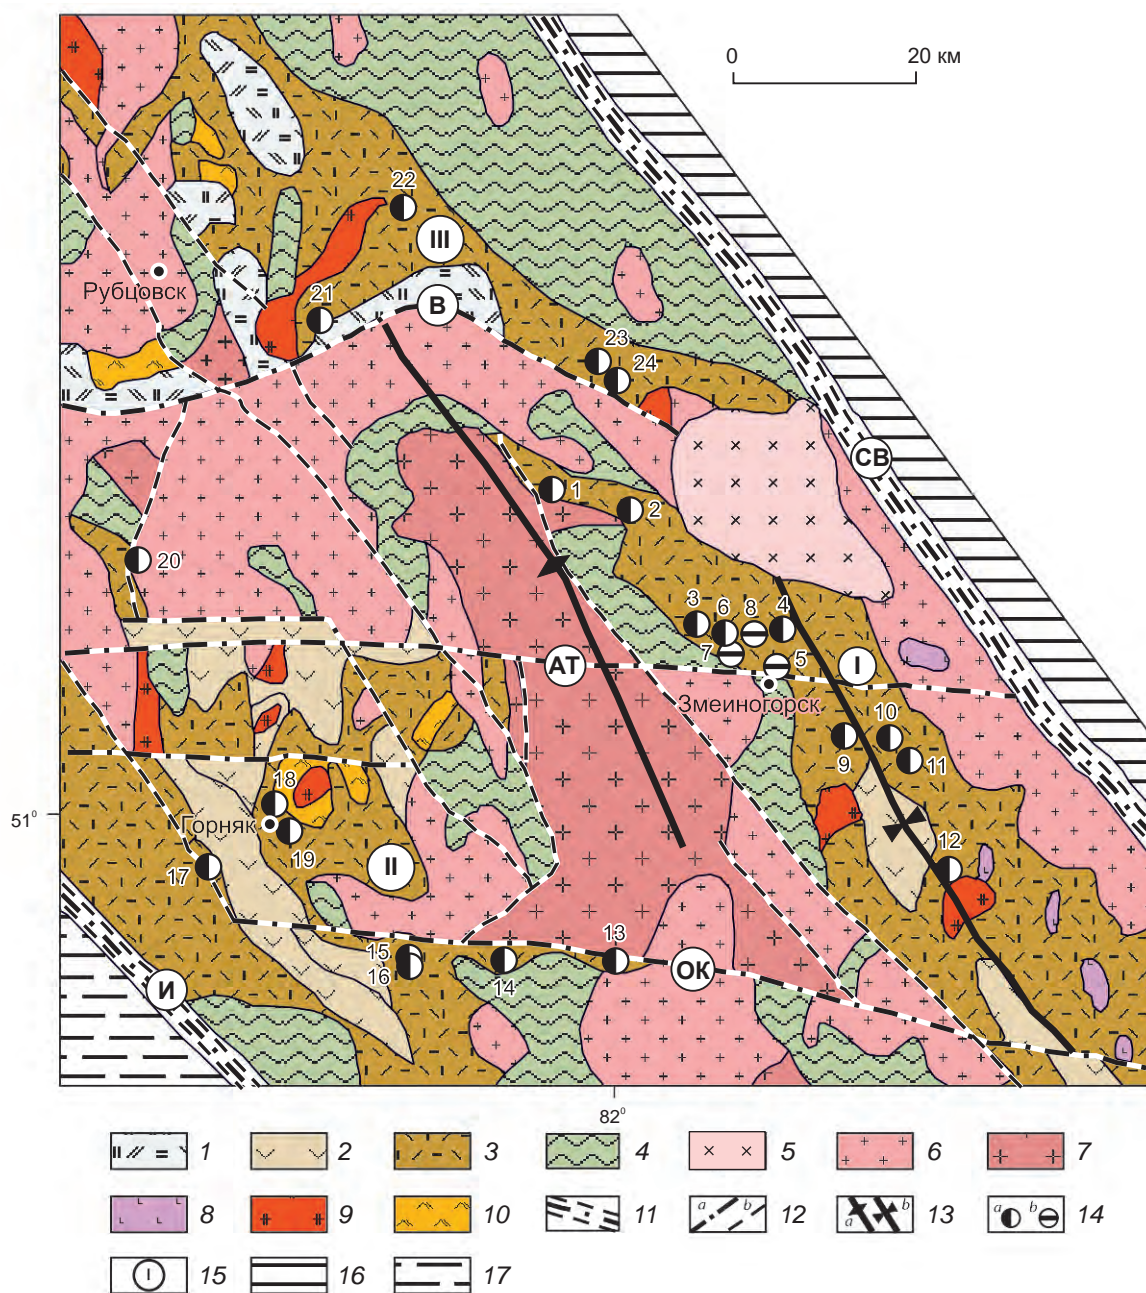 0 20 км
22
III
Рубцовск
21
В
23
24
СВ
1
2
20
3 6 8 4
7 5
АТ
I
Змеиногорск
10
9 11
18
51⁰
Горняк
19
12
17
II
15 13
16 14
ОК
И
82⁰
1 2 3 4 5 6 7
8 9 10 11 a b 12 a b 13 a b 14
I 15 16 17